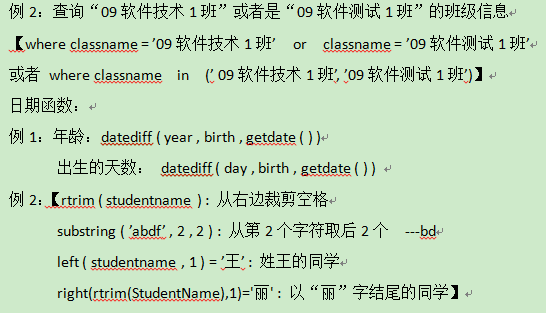 例 2：查询“09 软件技术 1 班”或者是“09 软件测试 1 班”的班级信息
【where classname = ’09 软件技术 1 班’ or classname = ’09 软件测试 1 班’
或者 where classname in (’ 09 软件技术 1 班’, ’09 软件测试 1 班’)】
日期函数：
例 1：年龄：datediff ( year , birth , getdate ( ) )
出生的天数： datediff ( day , birth , getdate ( ) )
例 2：【rtrim ( studentname ) : 从右边裁剪空格
substring ( ’abdf’ , 2 , 2 ) : 从第 2 个字符取后 2 个 ---bd
left ( studentname , 1 ) = ’王’ : 姓王的同学
right(rtrim(StudentName),1)='丽' : 以“丽”字结尾的同学】